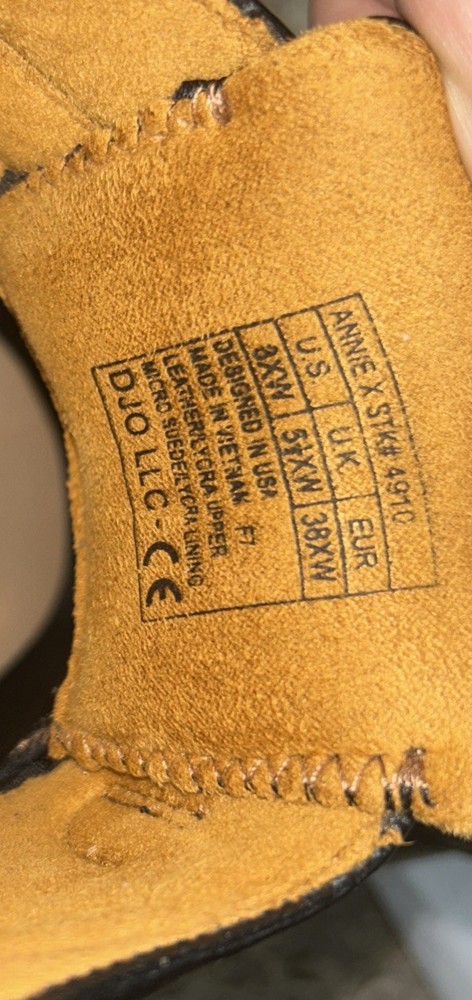 ANNIE X STK# 4910
U.S. U.K. EUR
8XW 5½XW 38XW
DESIGNED IN USA
MADE IN VIETNAM F7
LEATHER/LYCRA UPPER
MICRO SUEDE/LYCRA LINING
DJO LLC - CE